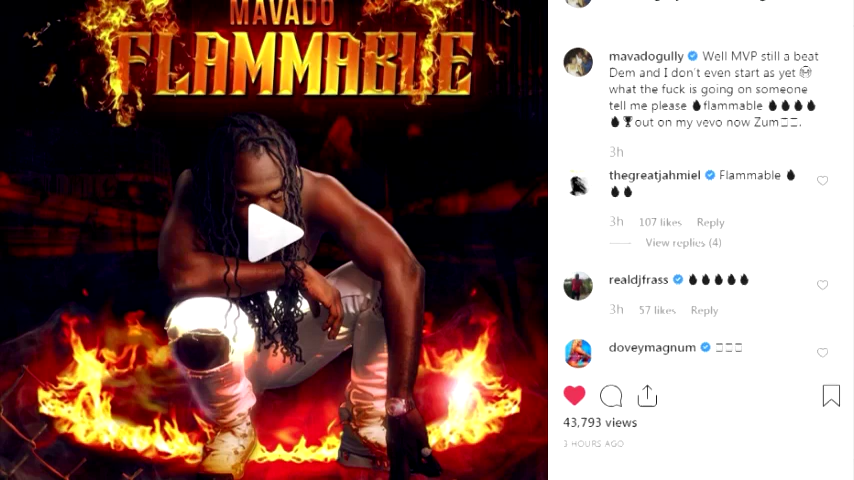 MAVADO
FLAMMABLE
mavadogully Well MVP still a beat
Dem and I don't even start as yet
what the fuck is going on someone
tell me please 🔥flammable 🔥🔥🔥🔥
🔥🏆out on my vevo now Zum□□.
3h
thegreatjahmiel Flammable 🔥
🔥🔥
3h 107 likes Reply
View replies (4)
realdjfrass 🔥🔥🔥🔥🔥
3h 57 likes Reply
doveymagnum □□□
43,793 views
3 HOURS AGO